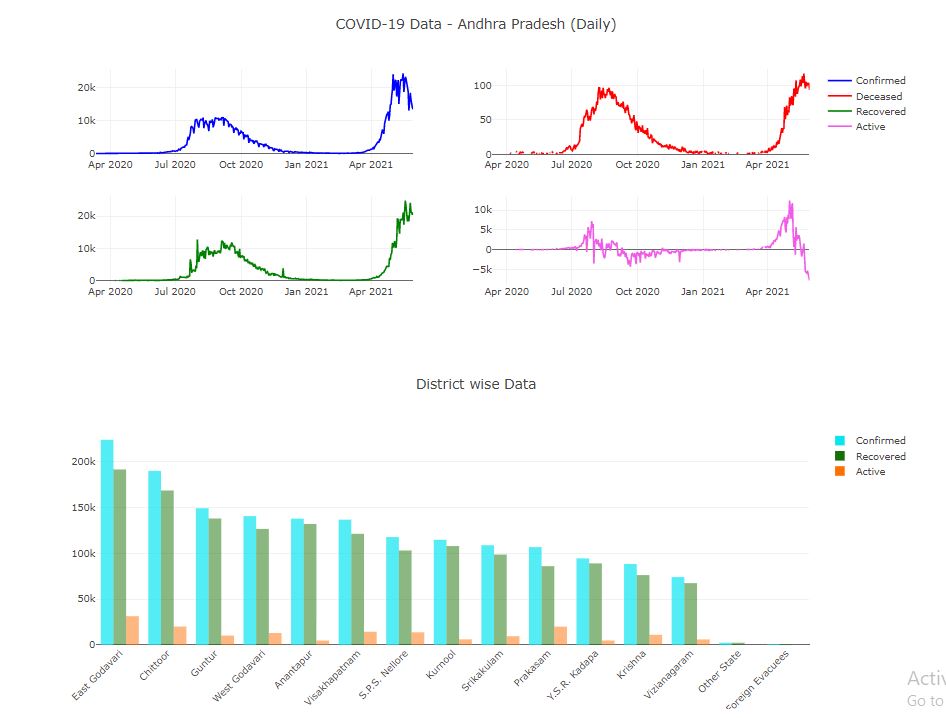 COVID-19 Data - Andhra Pradesh (Daily)
20k
10k
0
Apr 2020 Jul 2020 Oct 2020 Jan 2021 Apr 2021
100
50
0
Apr 2020 Jul 2020 Oct 2020 Jan 2021 Apr 2021
Confirmed
Deceased
Recovered
Active
20k
10k
0
Apr 2020 Jul 2020 Oct 2020 Jan 2021 Apr 2021
10k
5k
0
−5k
Apr 2020 Jul 2020 Oct 2020 Jan 2021 Apr 2021
District wise Data
Confirmed
Recovered
Active
200k
150k
100k
50k
0
East Godavari
Chittoor
Guntur
West Godavari
Anantapur
Visakhapatnam
S.P.S. Nellore
Kurnool
Srikakulam
Prakasam
Y.S.R. Kadapa
Krishna
Vizianagaram
Other State
Foreign Evacuees
Activ
Go to